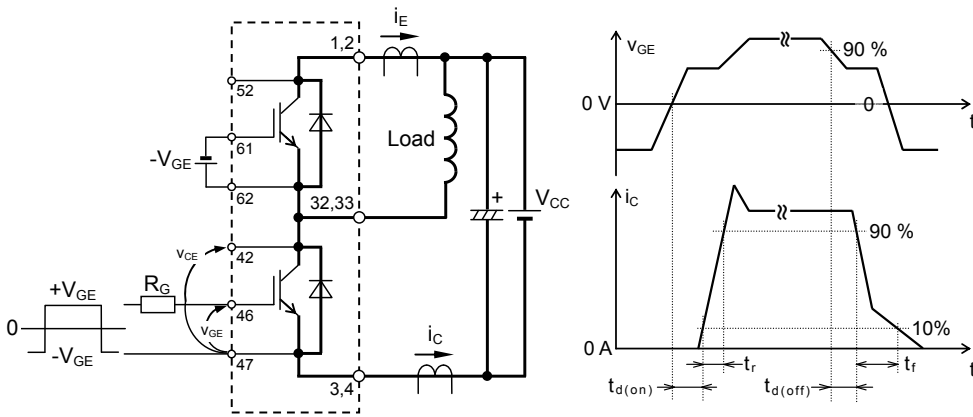 i_E
1,2
52
61
-V_GE
62
Load
32,33
+
V_CC
v_CE
42
+V_GE
R_G
46
0
v_GE
-V_GE
47
i_C
3,4
v_GE
90 %
0 V
0
t
i_C
90 %
10%
0 A
t
t_r
t_f
t_d(on)
t_d(off)